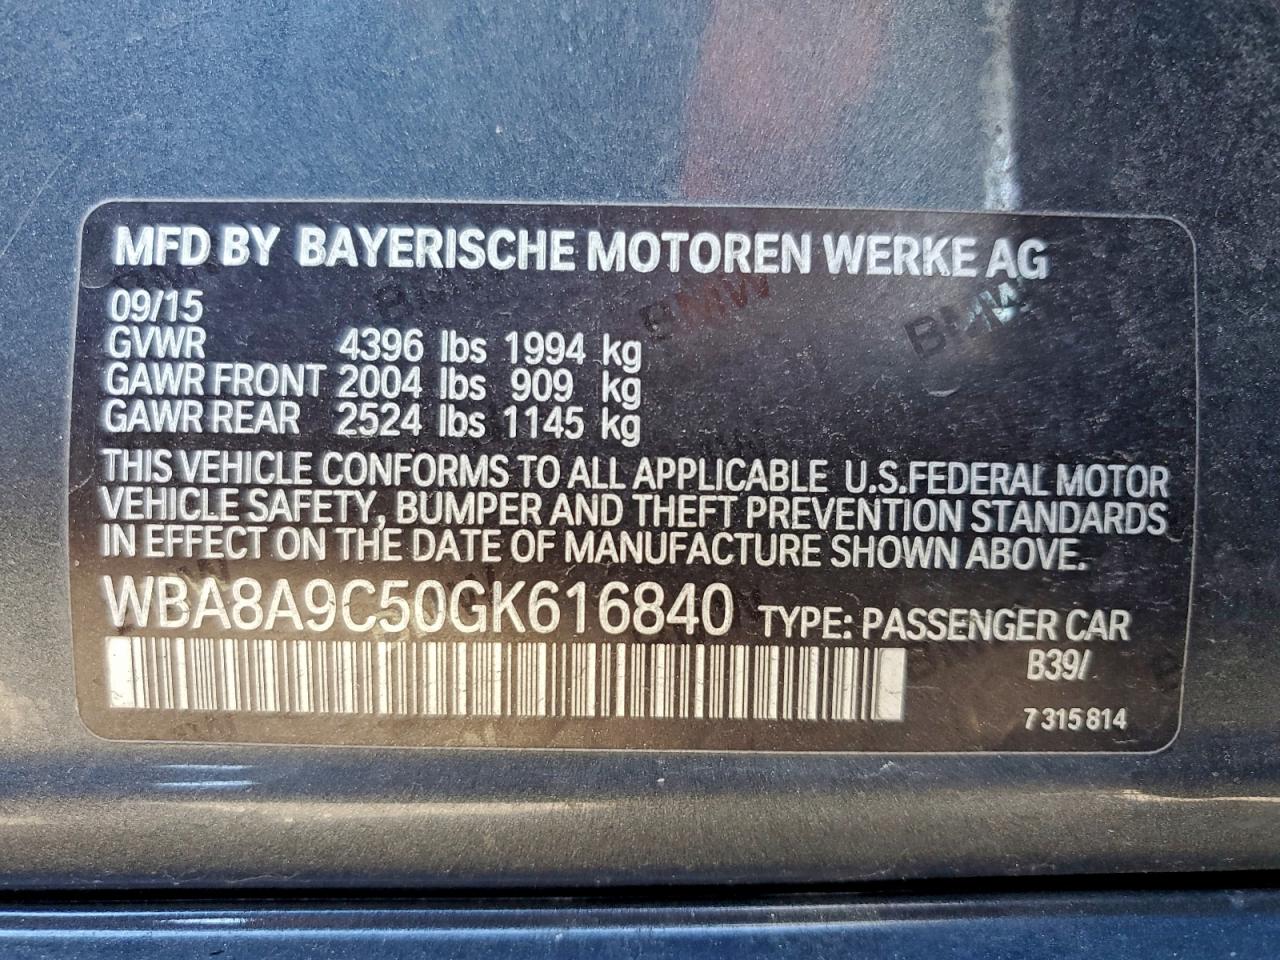 MFD BY BAYERISCHE MOTOREN WERKE AG
09/15
GVWR 4396 lbs 1994 kg
GAWR FRONT 2004 lbs 909 kg
GAWR REAR 2524 lbs 1145 kg
THIS VEHICLE CONFORMS TO ALL APPLICABLE U.S.FEDERAL MOTOR
VEHICLE SAFETY, BUMPER AND THEFT PREVENTION STANDARDS
IN EFFECT ON THE DATE OF MANUFACTURE SHOWN ABOVE.
WBA8A9C50GK616840 TYPE: PASSENGER CAR
B39/
7 315 814
BMW BMW BMW